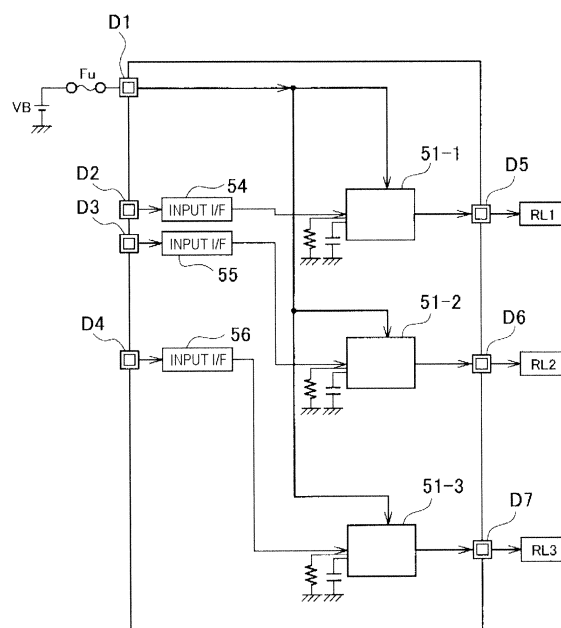 D1
Fu
VB
51-1
D2
54
D5
INPUT I/F
RL1
D3
INPUT I/F
55
51-2
D6
D4
56
INPUT I/F
RL2
51-3
D7
RL3